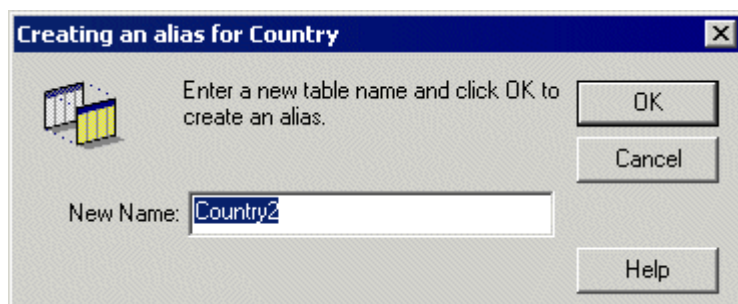 Creating an alias for Country
Enter a new table name and click OK to
create an alias.
OK
Cancel
New Name: Country2
Help